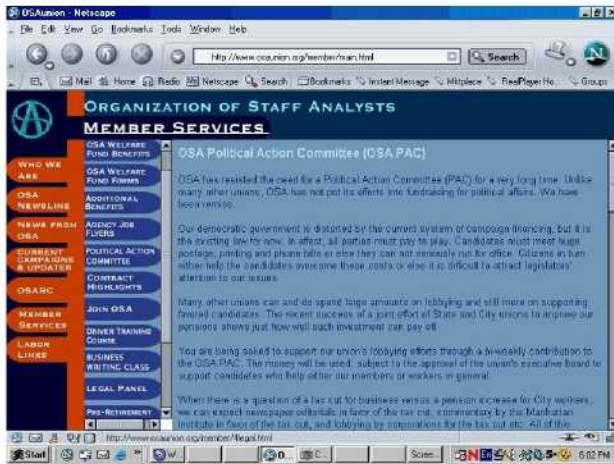 OSAunion - Netscape
File Edit View Go Bookmarks Tools Window Help
http://www.osaunion.org/member/main.html
Search
Mail Home Radio Netscape Search Bookmarks Instant Message Mktplace RealPlayer Ho... Groups
ORGANIZATION OF STAFF ANALYSTS
MEMBER SERVICES
WHO WE ARE
OSA NEWSLINE
NEWS FROM OSA
CURRENT CAMPAIGNS & UPDATES
OSARC
MEMBER SERVICES
LABOR LINKS
OSA WELFARE FUND BENEFITS
OSA WELFARE FUND FORMS
ADDITIONAL BENEFITS
AGENCY JOB FLYERS
POLITICAL ACTION COMMITTEE
CONTRACT HIGHLIGHTS
JOIN OSA
DRIVER TRAINING COURSE
BUSINESS WRITING CLASS
LEGAL PANEL
PRE-RETIREMENT
OSA Political Action Committee (OSA PAC)
OSA has resisted the need for a Political Action Committee (PAC) for a very long time. Unlike
many other unions, OSA has not put its efforts into fundraising for political affairs. We have
been remiss.
Our democratic government is distorted by the current system of campaign financing, but it is
the existing law for now. In effect, all parties must pay to play. Candidates must meet huge
postage, printing and phone bills or else they can not seriously run for office. Citizens in turn
either help the candidates overcome these costs or else it is difficult to attract legislators'
attention to our issues.
Many other unions can and do spend large amounts on lobbying and still more on supporting
favored candidates. The recent success of a joint effort of State and City unions to improve our
pensions shows just how well such investment can pay off.
You are being asked to support our union's lobbying efforts through a bi-weekly contribution to
the OSA PAC. The money will be used, subject to the approval of the union's executive board to
support candidates who help either our members or workers in general.
When there is a question of a tax cut for business versus a pension increase for City workers,
we can expect newspaper editorials in favor of the tax cut, commentary by the Manhattan
Institute in favor of the tax cut, and lobbying by corporations for the tax cut etc. All of this
http://www.osaunion.org/member/legal.html
Start
W...
O...
C...
Scree...
6:02 PM